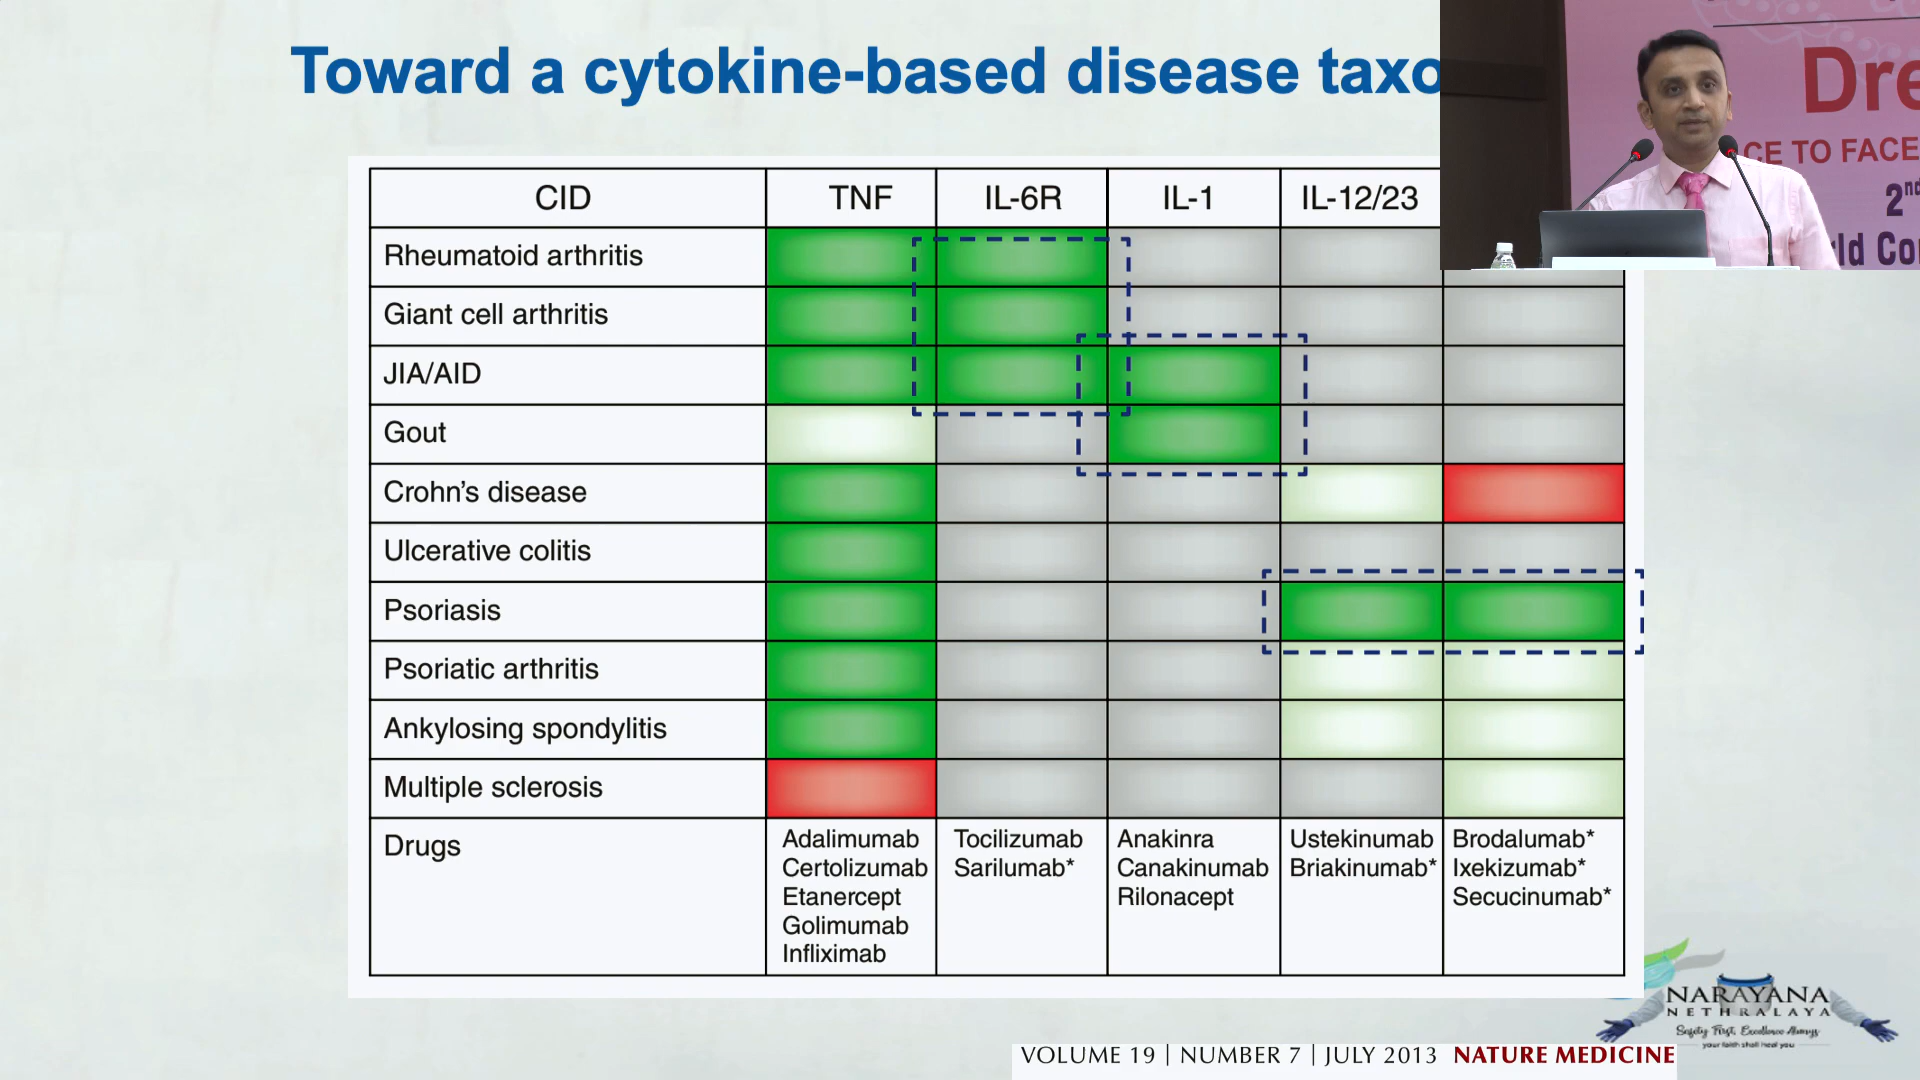 Toward a cytokine-based disease taxo
Dre
CE TO FACE
2nd
ld Co
CID TNF IL-6R IL-1 IL-12/23
Rheumatoid arthritis
Giant cell arthritis
JIA/AID
Gout
Crohn's disease
Ulcerative colitis
Psoriasis
Psoriatic arthritis
Ankylosing spondylitis
Multiple sclerosis
Drugs
Adalimumab
Certolizumab
Etanercept
Golimumab
Infliximab
Tocilizumab
Sarilumab*
Anakinra
Canakinumab
Rilonacept
Ustekinumab
Briakinumab*
Brodalumab*
Ixekizumab*
Secucinumab*
NARAYANA
NETHRALAYA
Safety First, Excellence Always
your faith shall heal you
VOLUME 19 | NUMBER 7 | JULY 2013 NATURE MEDICINE